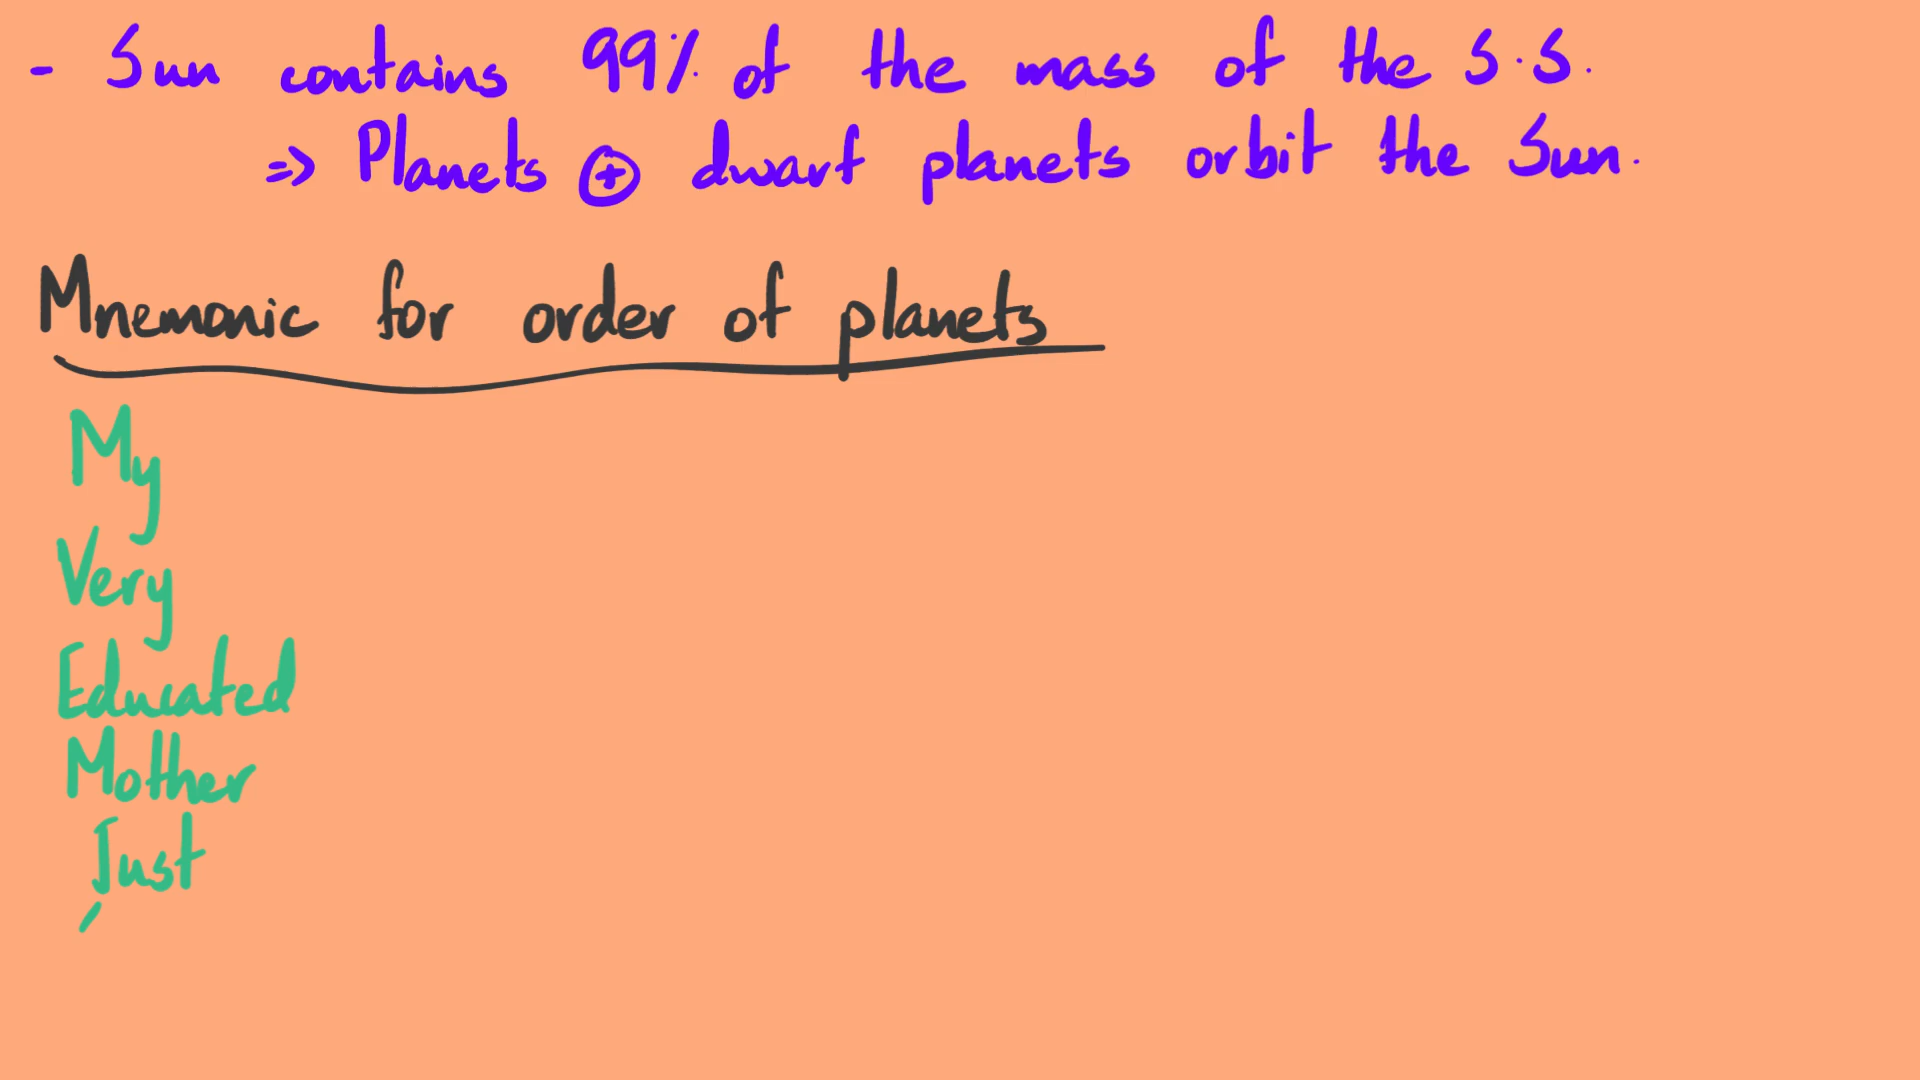 - Sun contains 99% of the mass of the S.S.
=> Planets ⊕ dwarf planets orbit the Sun.
Mnemonic for order of planets
My
Very
Educated
Mother
Just